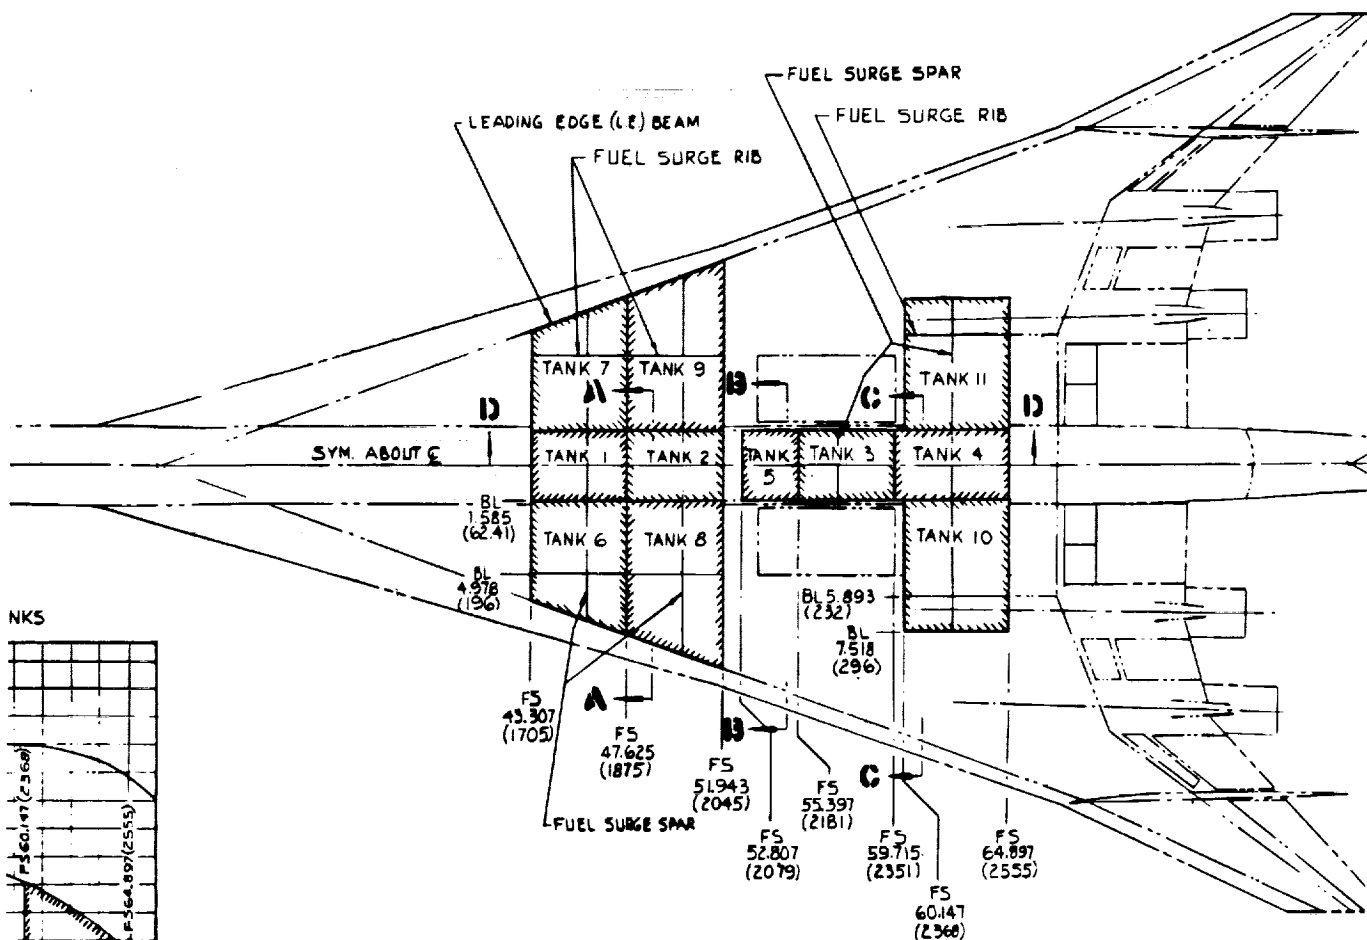 FUEL SURGE SPAR
FUEL SURGE RIB
LEADING EDGE (LE) BEAM
FUEL SURGE RIB
TANK 7
TANK 9
TANK 11
A
B
C
D
D
SYM. ABOUT ℄
TANK 1
TANK 2
TANK
5
TANK 3
TANK 4
BL
1.585
(62.41)
TANK 6
TANK 8
TANK 10
BL
4.978
(196)
BL 5.893
(232)
BL
7.518
(296)
NKS
FS
43.307
(1705)
A
FS
47.625
(1875)
B
FS
51.943
(2045)
C
FS
55.397
(2181)
FUEL SURGE SPAR
FS
52.807
(2079)
FS
59.715
(2351)
FS
64.897
(2555)
FS
60.147
(2368)
FS 60.147 (2368)
FS 64.897 (2555)